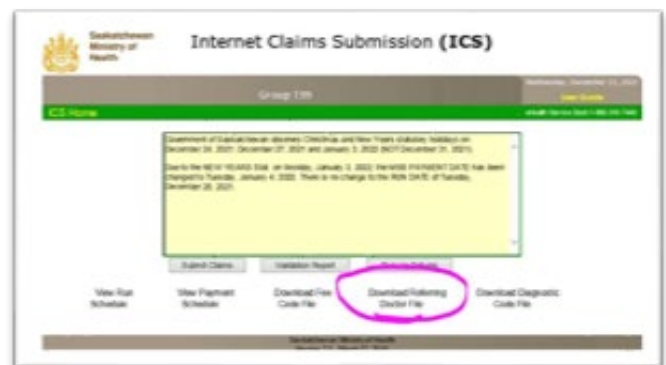 Saskatchewan
Ministry of
Health
Internet Claims Submission (ICS)
Group 199
User Guide
ICS Home
Government of Saskatchewan observes Christmas and New Years statutory holidays on
December 24, 2021, December 27, 2021 and January 3, 2022 (NOT December 31, 2021).
Due to the NEW YEARS Stat. on Monday, January 3, 2022, the MSB PAYMENT DATE has been
changed to Tuesday, January 4, 2022. There is no change to the RUN DATE of Tuesday,
December 28, 2021.
Submit Claims
Validation Report
View Run
Schedule
View Payment
Schedule
Download Fee
Code File
Download Referring
Doctor File
Download Diagnostic
Code File
Saskatchewan Ministry of Health